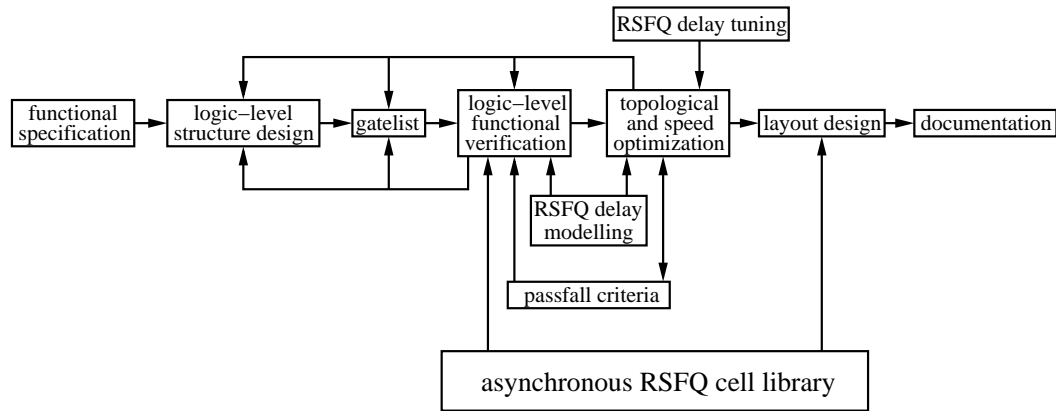 RSFQ delay tuning
functional
specification
logic−level
structure design
gatelist
logic−level
functional
verification
topological
and speed
optimization
layout design
documentation
RSFQ delay
modelling
passfall criteria
asynchronous RSFQ cell library